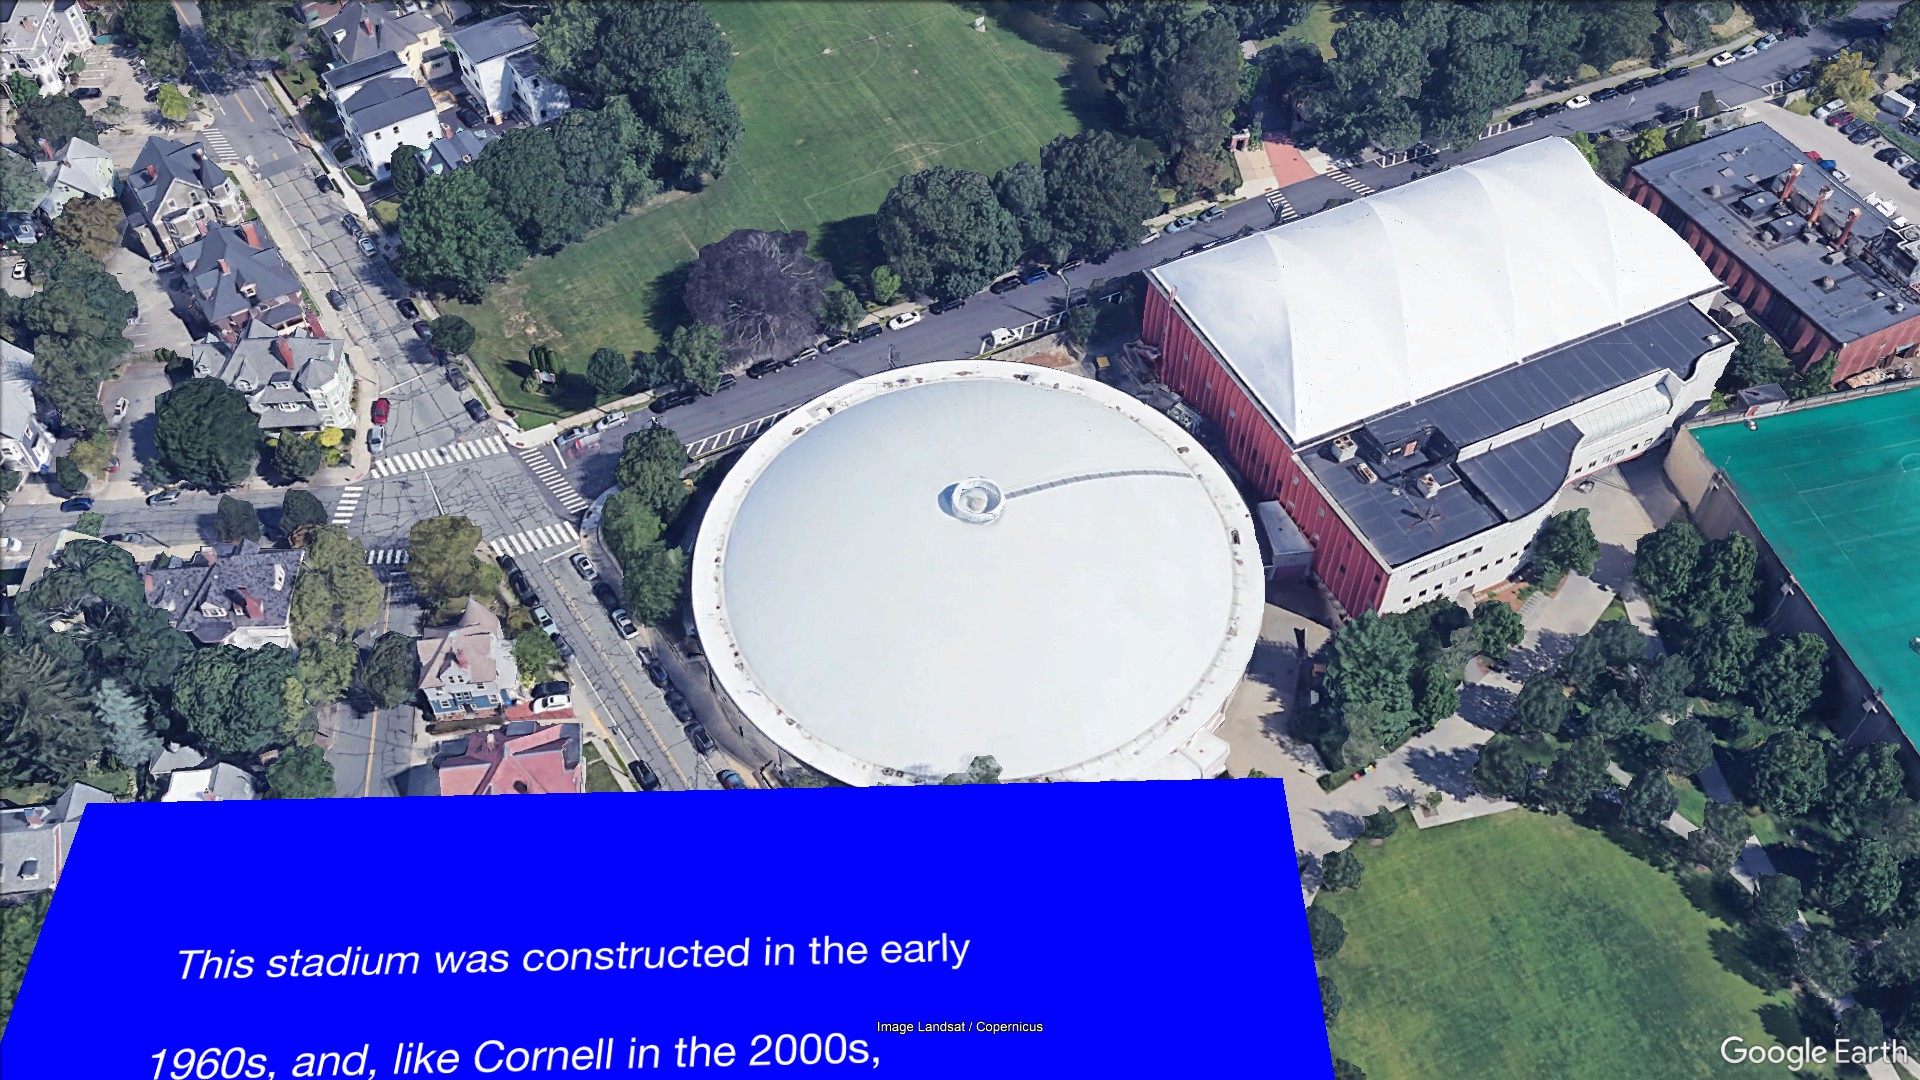 This stadium was constructed in the early
Image Landsat / Copernicus
1960s, and, like Cornell in the 2000s,
Google Earth